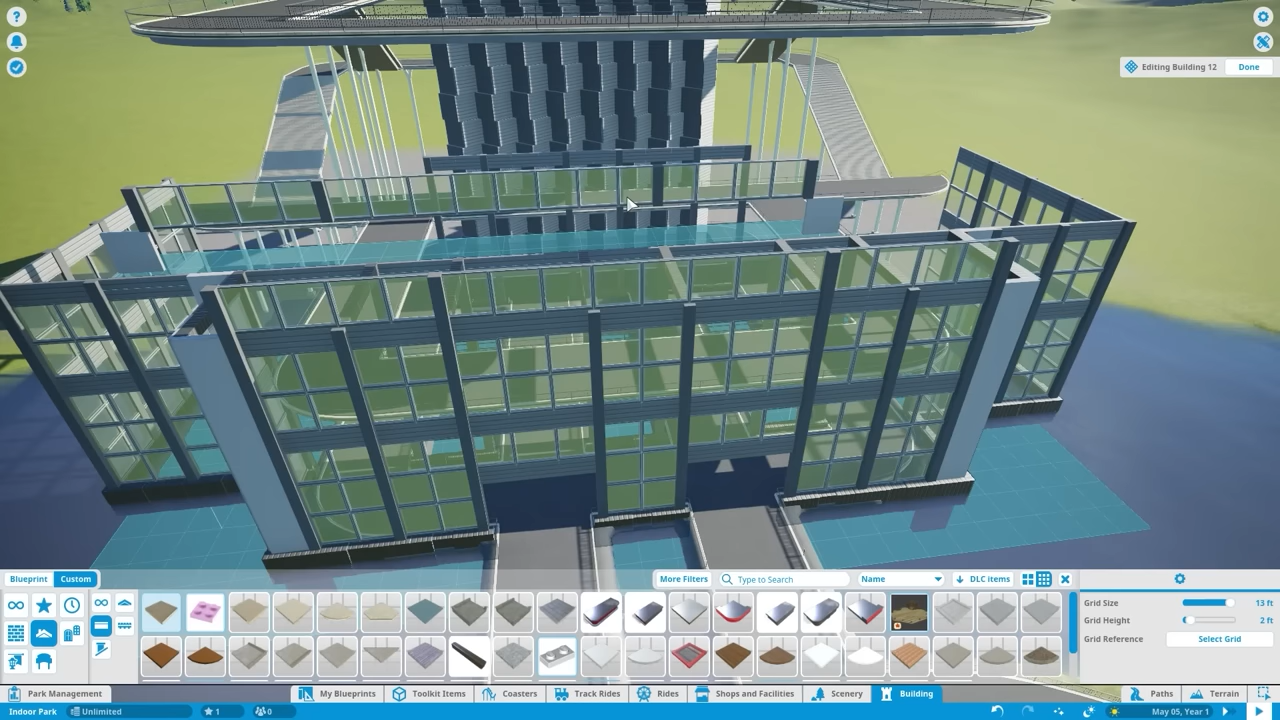 Editing Building 12 Done
Blueprint Custom More Filters Type to Search Name DLC items
Grid Size 13 ft
Grid Height 2 ft
Grid Reference Select Grid
Park Management My Blueprints Toolkit Items Coasters Track Rides Rides Shops and Facilities Scenery Building Paths Terrain
Indoor Park Unlimited 1 0 May 05, Year 1